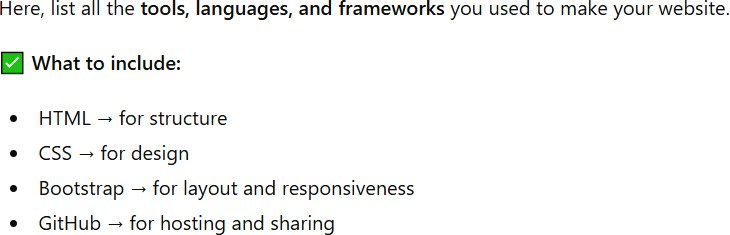 Here, list all the tools, languages, and frameworks you used to make your website.
✅ What to include:
• HTML → for structure
• CSS → for design
• Bootstrap → for layout and responsiveness
• GitHub → for hosting and sharing